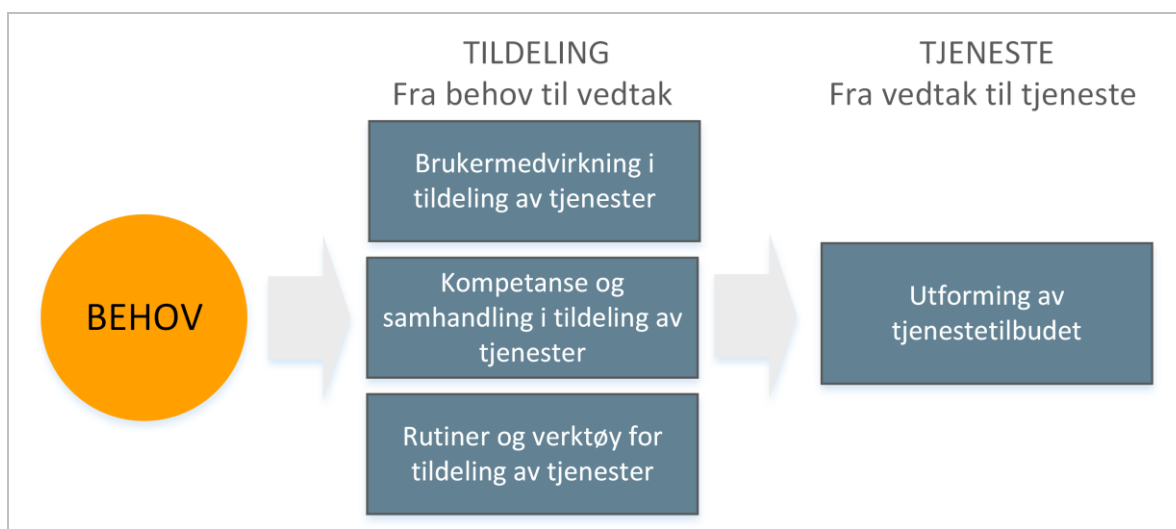 TILDELING
Fra behov til vedtak
TJENESTE
Fra vedtak til tjeneste
BEHOV
Brukermedvirkning i
tildeling av tjenester
Kompetanse og
samhandling i tildeling av
tjenester
Rutiner og verktøy for
tildeling av tjenester
Utforming av
tjenestetilbudet